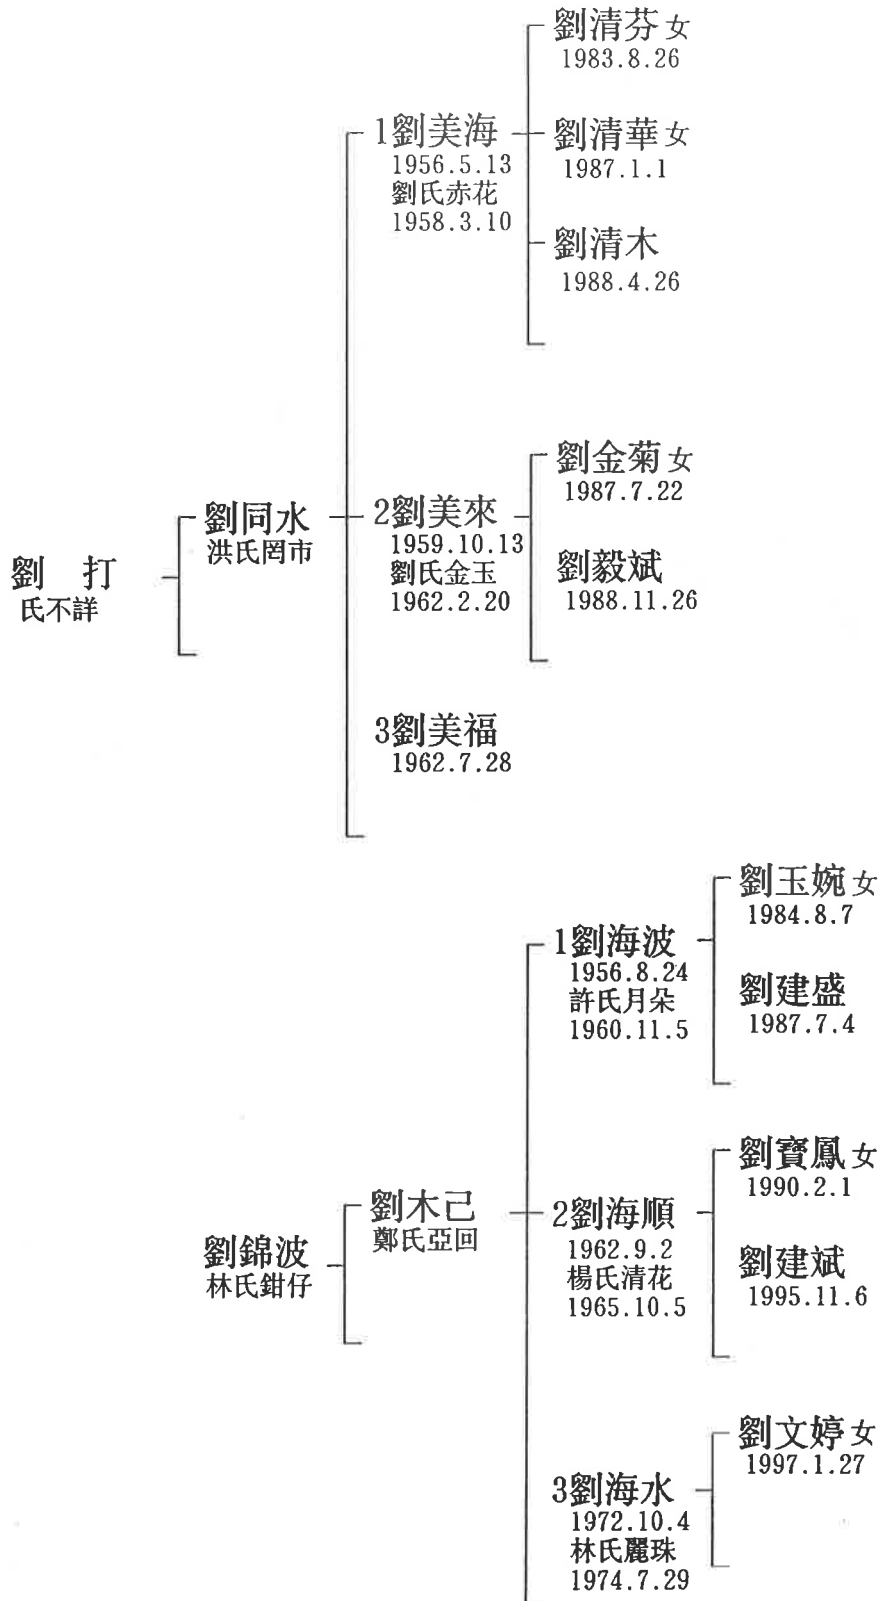 劉清芬女
1983.8.26
1劉美海
1956.5.13
劉氏赤花
1958.3.10
劉清華女
1987.1.1
劉清木
1988.4.26
劉　打
氏不詳
劉同水
洪氏罔市
2劉美來
1959.10.13
劉氏金玉
1962.2.20
劉金菊女
1987.7.22
劉毅斌
1988.11.26
3劉美福
1962.7.28
劉錦波
林氏鉗仔
劉木己
鄭氏亞回
1劉海波
1956.8.24
許氏月朵
1960.11.5
劉玉婉女
1984.8.7
劉建盛
1987.7.4
2劉海順
1962.9.2
楊氏清花
1965.10.5
劉寶鳳女
1990.2.1
劉建斌
1995.11.6
3劉海水
1972.10.4
林氏麗珠
1974.7.29
劉文婷女
1997.1.27